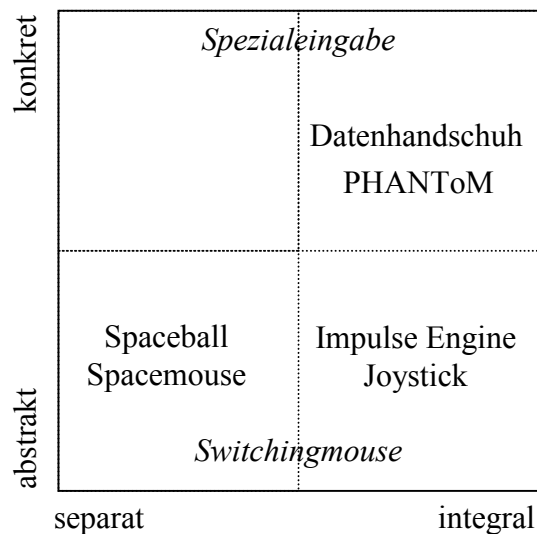 konkret
Spezialeingabe
Datenhandschuh
PHANToM
Spaceball
Spacemouse
Impulse Engine
Joystick
abstrakt
Switchingmouse
separat
integral